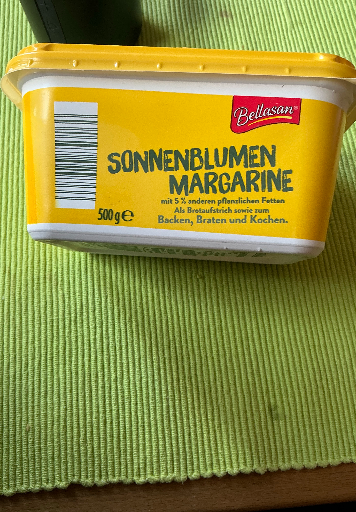 Bellasan®
SONNENBLUMEN
MARGARINE
mit 5 % anderen pflanzlichen Fetten
Als Brotaufstrich sowie zum
Backen, Braten und Kochen.
500 g ℮